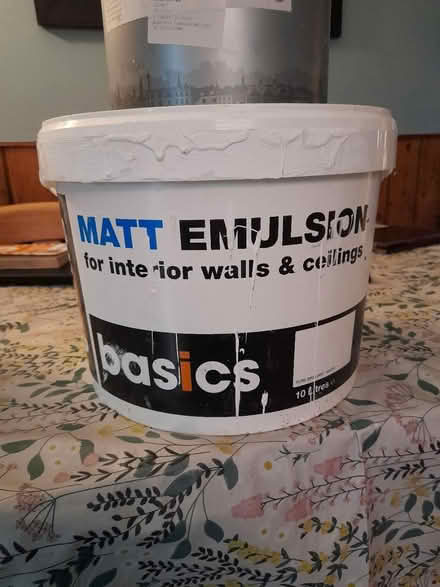 MATT EMULSION
for interior walls & ceilings
basics
10 Litres